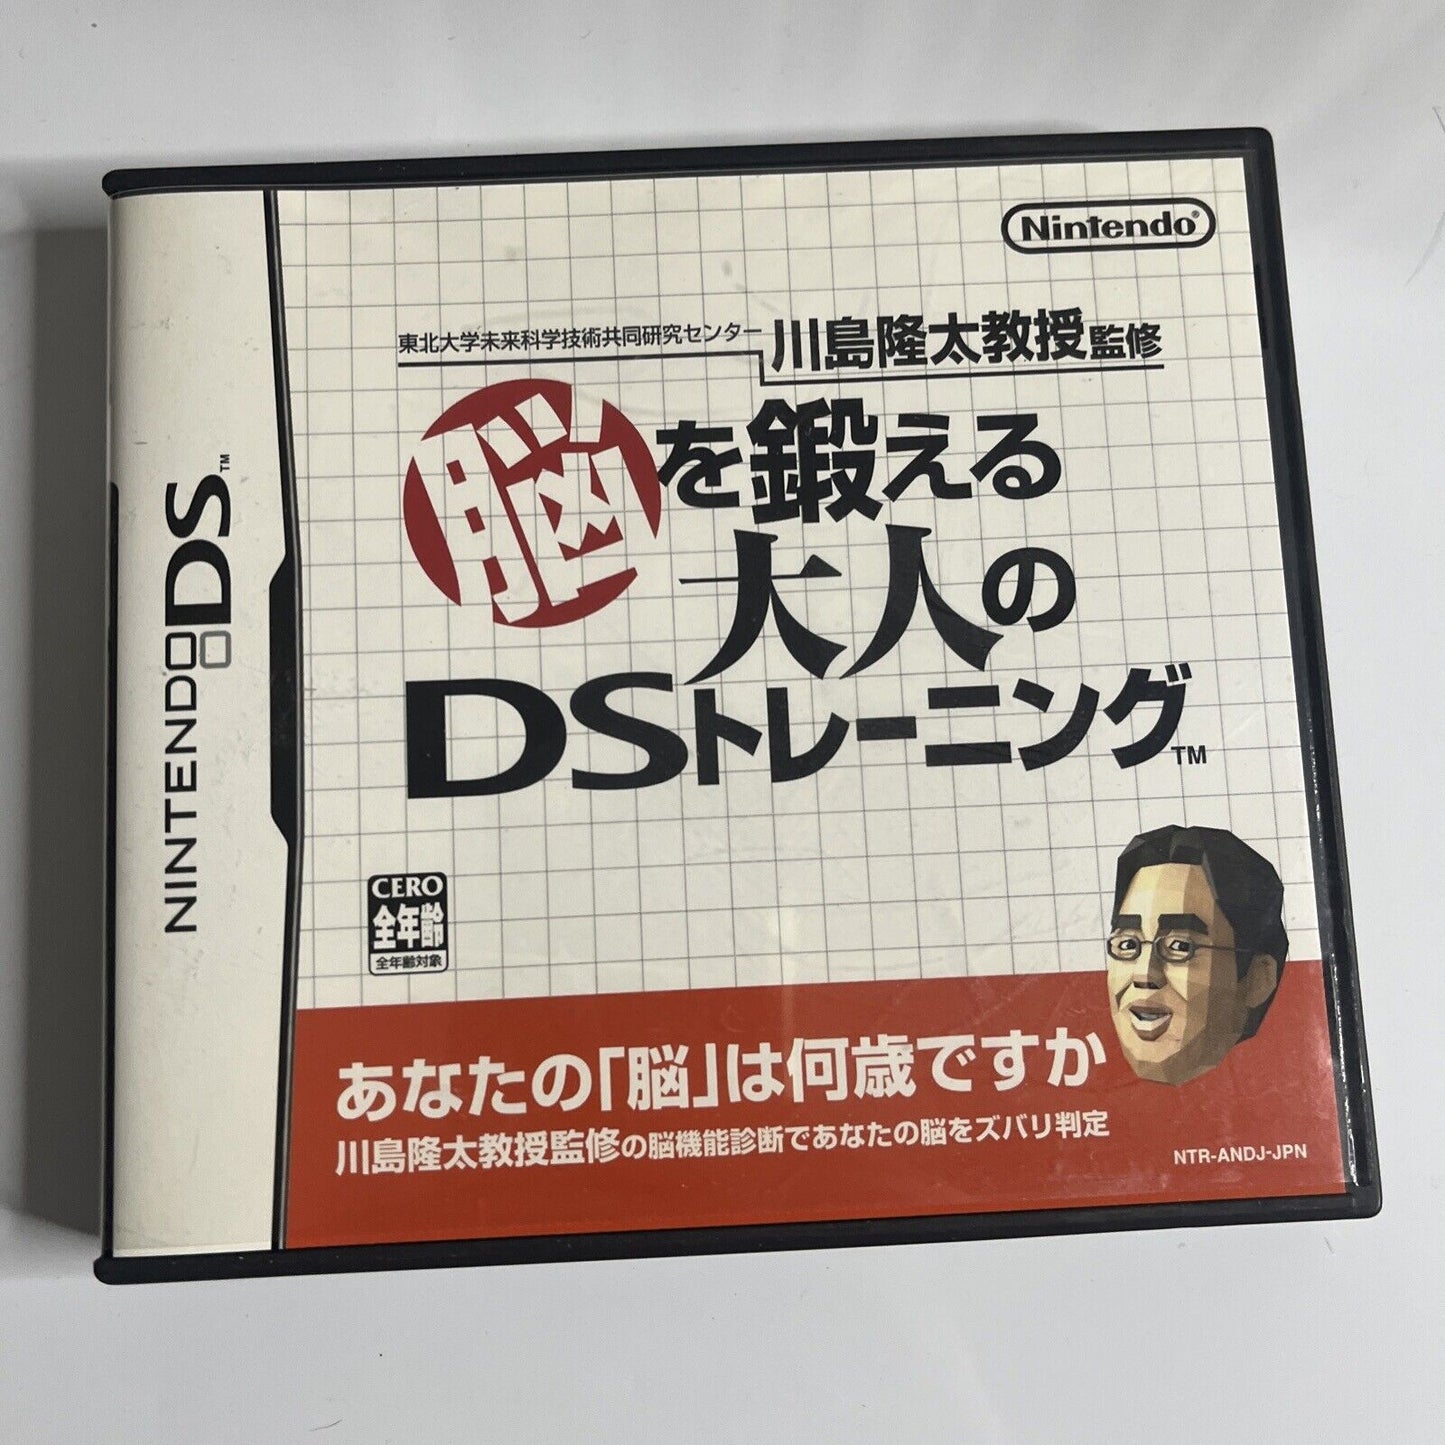 NINTENDO DS™
Nintendo®
東北大学未来科学技術共同研究センター 川島隆太教授監修
脳を鍛える
大人の
DSトレーニング™
CERO
全年齢
全年齢対象
あなたの「脳」は何歳ですか
川島隆太教授監修の脳機能診断であなたの脳をズバリ判定
NTR-ANDJ-JPN